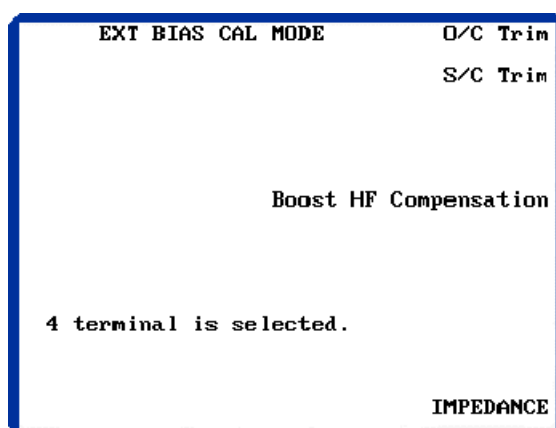 EXT BIAS CAL MODE O/C Trim
S/C Trim
Boost HF Compensation
4 terminal is selected.
IMPEDANCE